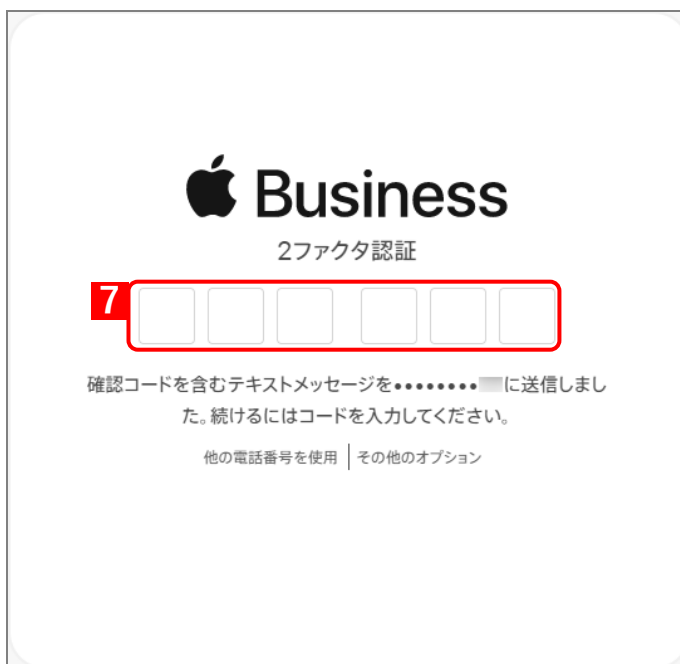 Business
2ファクタ認証
7
確認コードを含むテキストメッセージを••••••••に送信しまし
た。続けるにはコードを入力してください。
他の電話番号を使用 | その他のオプション